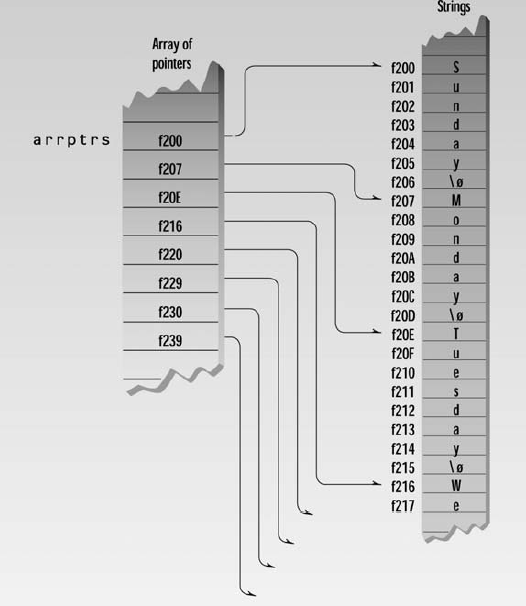 Strings
Array of
pointers
arrptrs
f200
f207
f20E
f216
f220
f229
f230
f239
f200 S
f201 u
f202 n
f203 d
f204 a
f205 y
f206 \ø
f207 M
f208 o
f209 n
f20A d
f20B a
f20C y
f20D \ø
f20E T
f20F u
f210 e
f211 s
f212 d
f213 a
f214 y
f215 \ø
f216 W
f217 e